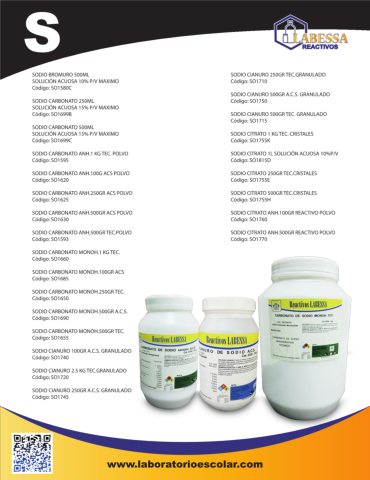 S
LABESSA
REACTIVOS
SODIO BROMURO 500ML
SOLUCIÓN ACUOSA 10% P/V MAXIMO
Código: SO1580C
SODIO CARBONATO 250ML
SOLUCIÓN ACUOSA 15% P/V MAXIMO
Código: SO1699B
SODIO CARBONATO 500ML
SOLUCIÓN ACUOSA 15% P/V MAXIMO
Código: SO1699C
SODIO CARBONATO ANH.1 KG TEC. POLVO
Código: SO1595
SODIO CARBONATO ANH.100G ACS POLVO
Código: SO1620
SODIO CARBONATO ANH.250GR ACS POLVO
Código: SO1625
SODIO CARBONATO ANH.500GR ACS POLVO
Código: SO1630
SODIO CARBONATO ANH.500GR TEC.POLVO
Código: SO1593
SODIO CARBONATO MONOH.1 KG TEC.
Código: SO1660
SODIO CARBONATO MONOH.100GR ACS
Código: SO1685
SODIO CARBONATO MONOH.250GR TEC.
Código: SO1650
SODIO CARBONATO MONOH.500GR A.C.S.
Código: SO1690
SODIO CARBONATO MONOH.500GR TEC.
Código: SO1655
SODIO CIANURO 100GR A.C.S. GRANULADO
Código: SO1740
SODIO CIANURO 2.5 KG TEC.GRANULADO
Código: SO1720
SODIO CIANURO 250GR A.C.S. GRANULADO
Código: SO1745
SODIO CIANURO 250GR TEC.GRANULADO
Código: SO1710
SODIO CIANURO 500GR A.C.S. GRANULADO
Código: SO1750
SODIO CIANURO 500GR TEC. GRANULADO
Código: SO1715
SODIO CITRATO 1 KG TEC. CRISTALES
Código: SO1755K
SODIO CITRATO 1L SOLUCIÓN ACUOSA 10%P/V
Código: SO1815D
SODIO CITRATO 250GR TEC.CRISTALES
Código: SO1755E
SODIO CITRATO 500GR TEC.CRISTALES
Código: SO1755H
SODIO CITRATO ANH.100GR REACTIVO POLVO
Código: SO1760
SODIO CITRATO ANH.500GR REACTIVO POLVO
Código: SO1770
Reactivos LABESSA
Reactivos LABESSA
Reactivos LABESSA
CARBONATO DE SODIO MONOH TEC.
www.laboratorioescolar.com